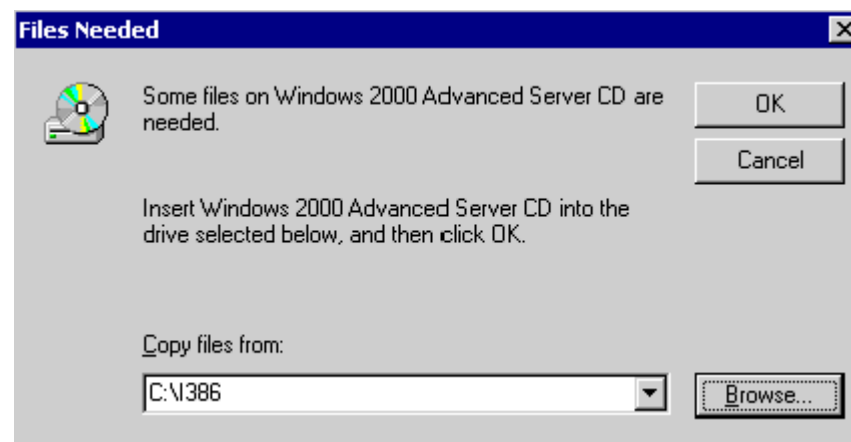 Files Needed
Some files on Windows 2000 Advanced Server CD are
needed.
OK
Cancel
Insert Windows 2000 Advanced Server CD into the
drive selected below, and then click OK.
Copy files from:
C:\I386
Browse...